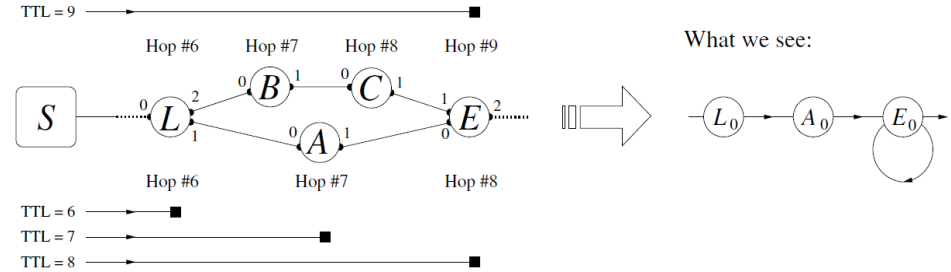 TTL = 9
Hop #6 Hop #7 Hop #8 Hop #9
What we see:
0 B 1 0 C 1
S 0 L 2 1 1 E 2 0
0 A 1
L0 A0 E0
Hop #6 Hop #7 Hop #8
TTL = 6
TTL = 7
TTL = 8